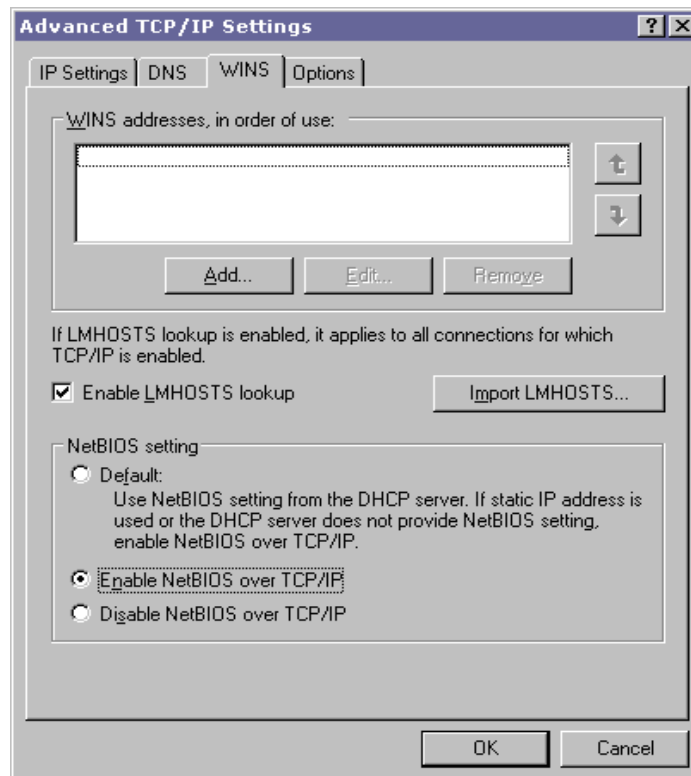 Advanced TCP/IP Settings
IP Settings DNS WINS Options
WINS addresses, in order of use:
Add... Edit... Remove
If LMHOSTS lookup is enabled, it applies to all connections for which
TCP/IP is enabled.
Enable LMHOSTS lookup Import LMHOSTS...
NetBIOS setting
Default:
Use NetBIOS setting from the DHCP server. If static IP address is
used or the DHCP server does not provide NetBIOS setting,
enable NetBIOS over TCP/IP.
Enable NetBIOS over TCP/IP
Disable NetBIOS over TCP/IP
OK Cancel